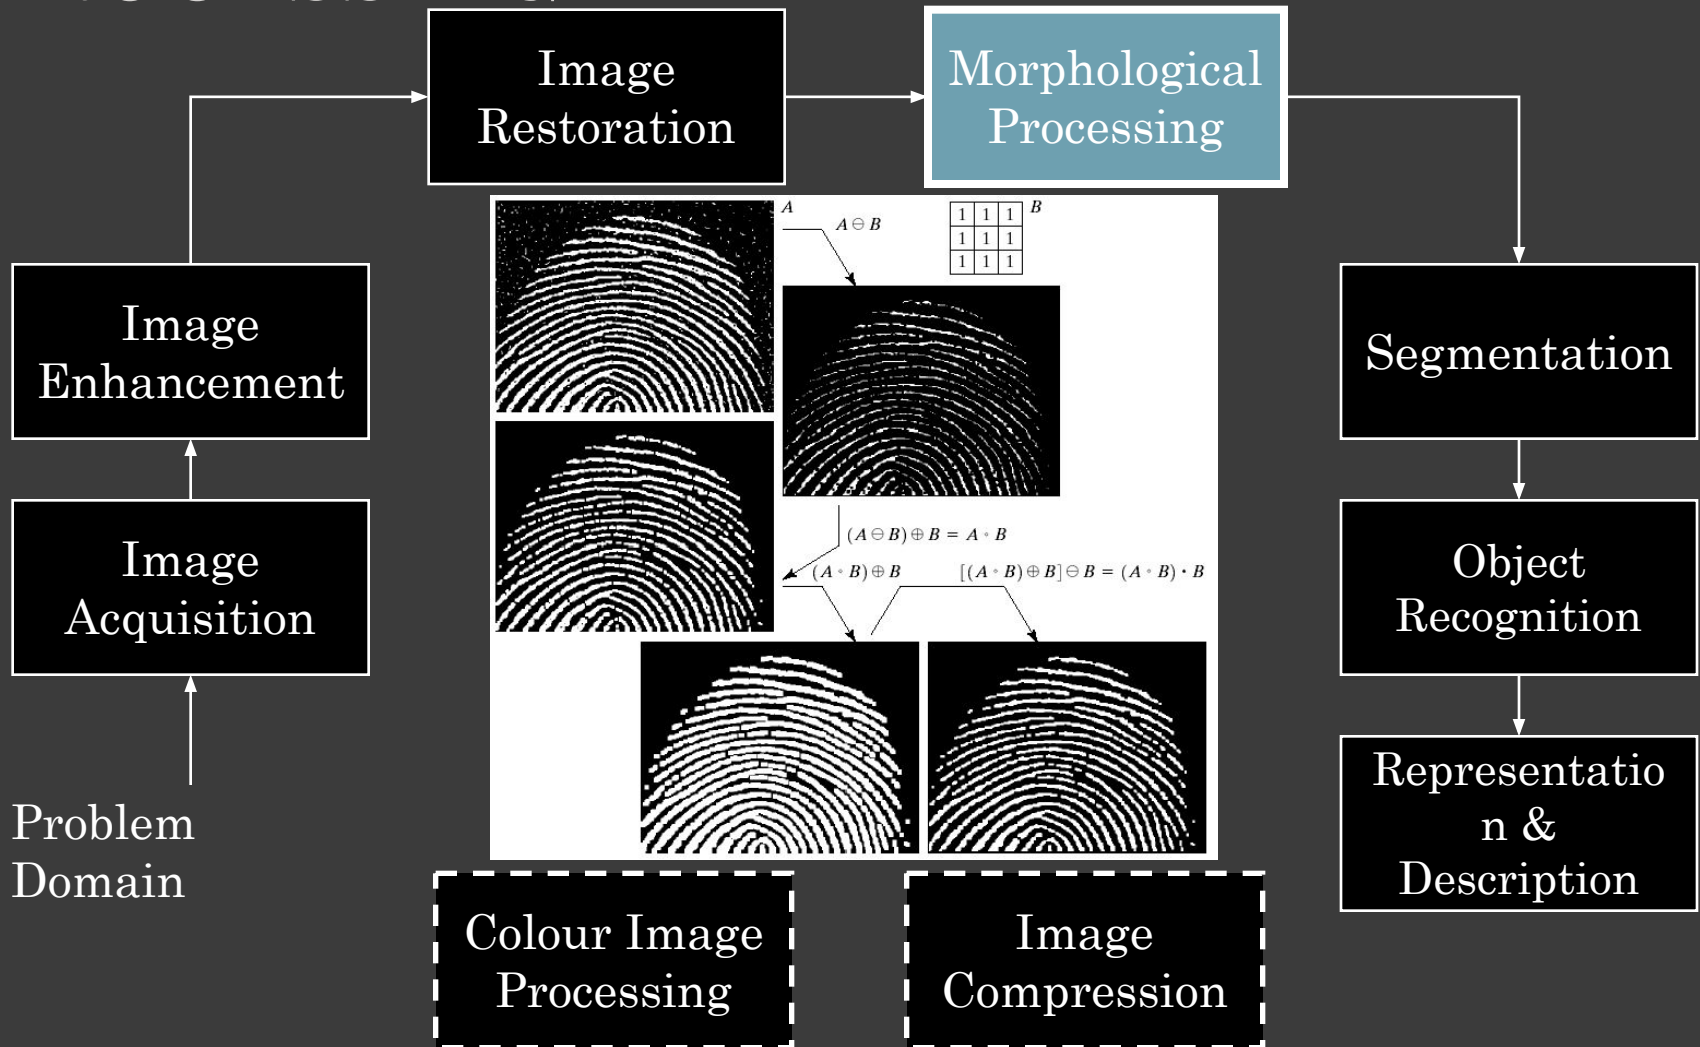 Image
Restoration
Morphological
Processing
Image
Enhancement
Image
Acquisition
Problem
Domain
A
A ⊖ B
1 1 1 B
1 1 1
1 1 1
(A ⊖ B) ⊕ B = A ∘ B
(A ∘ B) ⊕ B
[(A ∘ B) ⊕ B] ⊖ B = (A ∘ B) • B
Segmentation
Object
Recognition
Representatio
n &
Description
Colour Image
Processing
Image
Compression